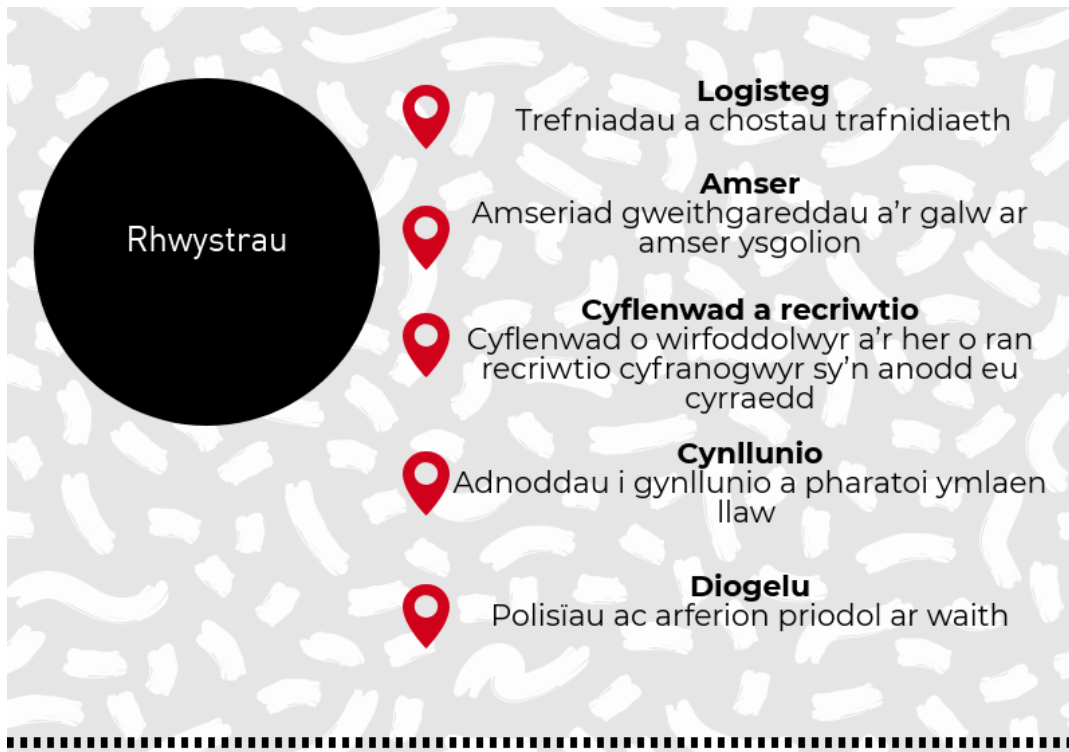 Rhwystrau
Logisteg
Trefniadau a chostau trafnidiaeth
Amser
Amseriad gweithgareddau a’r galw ar
amser ysgolion
Cyflenwad a recriwtio
Cyflenwad o wirfoddolwyr a’r her o ran
recriwtio cyfranogwyr sy’n anodd eu
cyrraedd
Cynllunio
Adnoddau i gynllunio a pharatoi ymlaen
llaw
Diogelu
Polisïau ac arferion priodol ar waith